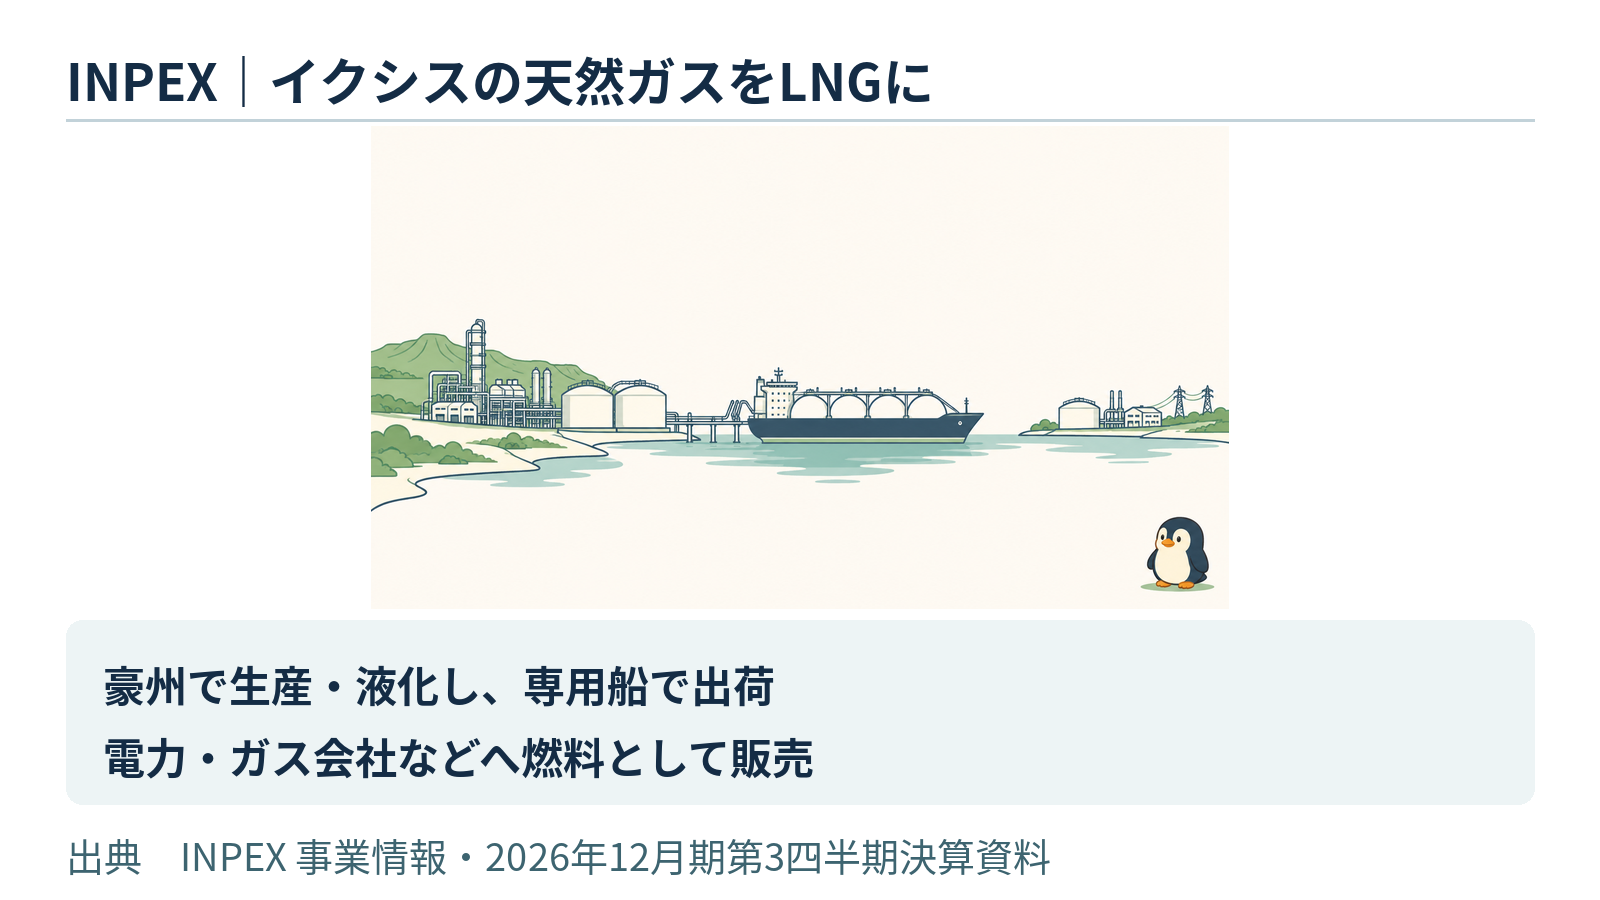 INPEX｜イクシスの天然ガスをLNGに
豪州で生産・液化し、専用船で出荷
電力・ガス会社などへ燃料として販売
出典　INPEX 事業情報・2026年12月期第3四半期決算資料